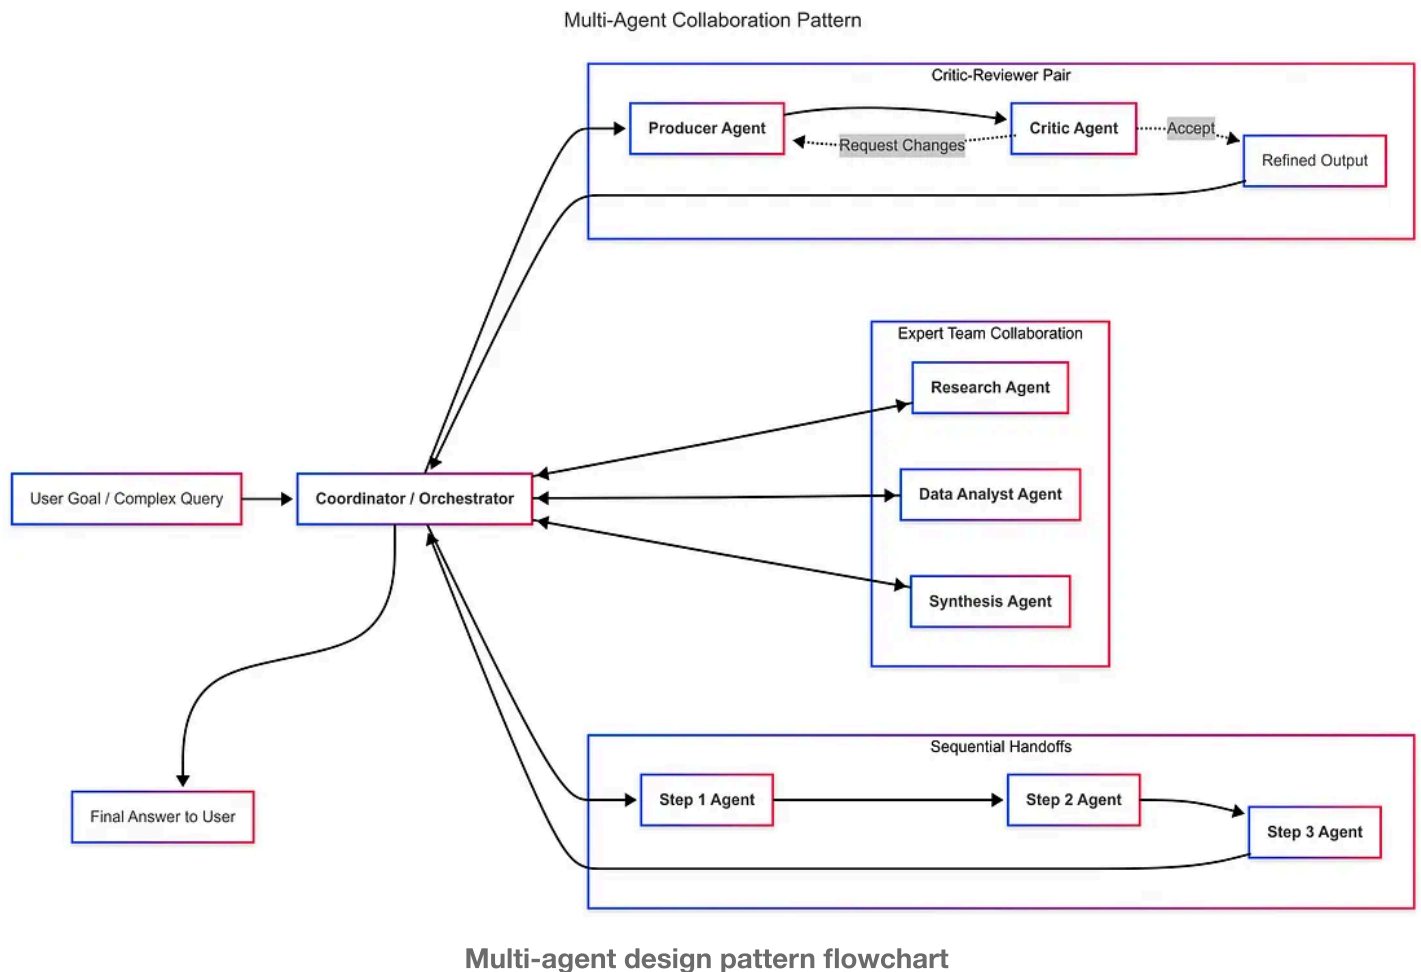 Multi-Agent Collaboration Pattern
Critic-Reviewer Pair
Producer Agent
Critic Agent
Accept
Request Changes
Refined Output
Expert Team Collaboration
Research Agent
User Goal / Complex Query
Coordinator / Orchestrator
Data Analyst Agent
Synthesis Agent
Sequential Handoffs
Step 1 Agent
Step 2 Agent
Step 3 Agent
Final Answer to User
Multi-agent design pattern flowchart